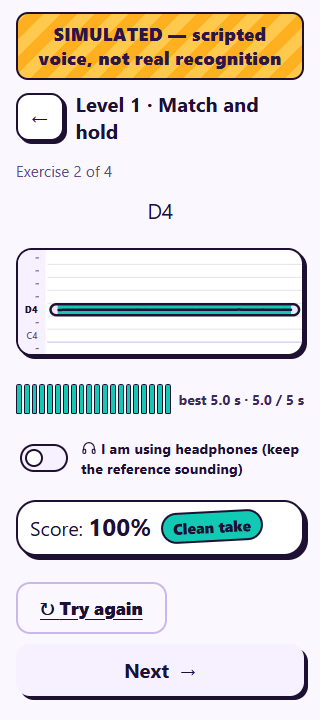 SIMULATED — scripted
voice, not real recognition
←
Level 1 · Match and
hold
Exercise 2 of 4
D4
D4
C4
best 5.0 s · 5.0 / 5 s
🎧 I am using headphones (keep
the reference sounding)
Score: 100% Clean take
↻ Try again
Next →